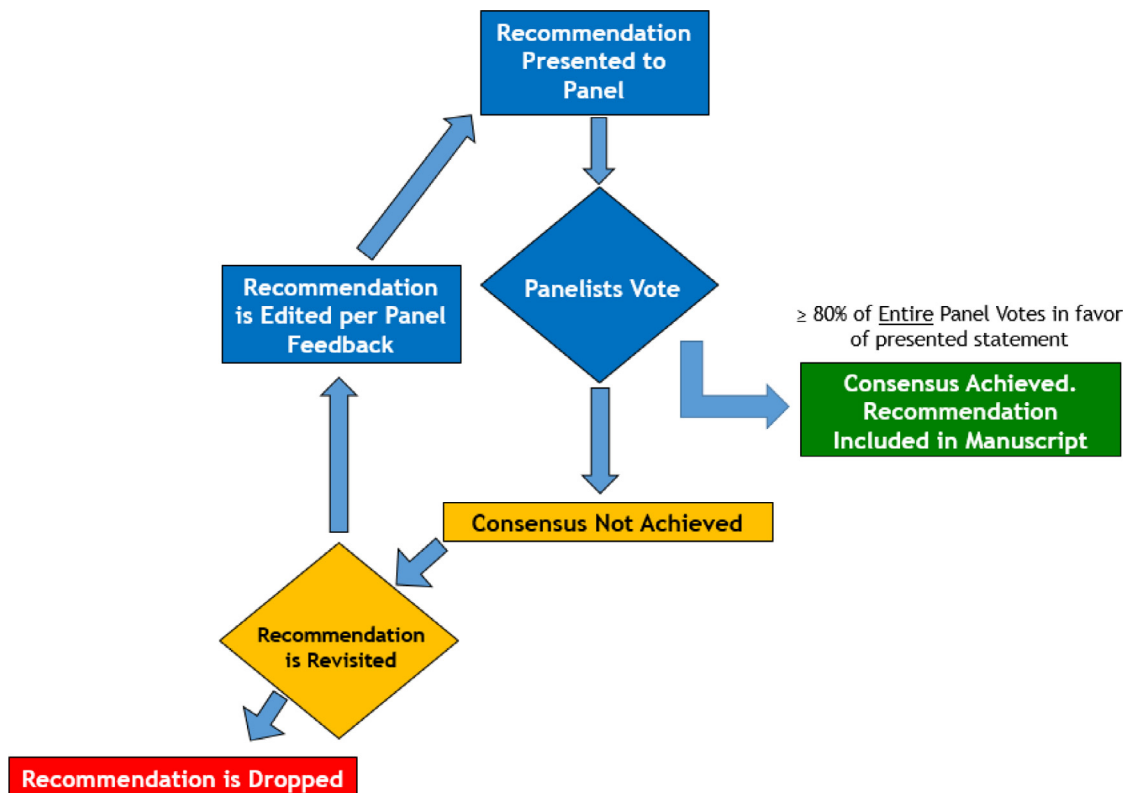 Recommendation
Presented to
Panel
Recommendation
is Edited per Panel
Feedback
Panelists Vote
≥ 80% of Entire Panel Votes in favor
of presented statement
Consensus Achieved.
Recommendation
Included in Manuscript
Consensus Not Achieved
Recommendation
is Revisited
Recommendation is Dropped